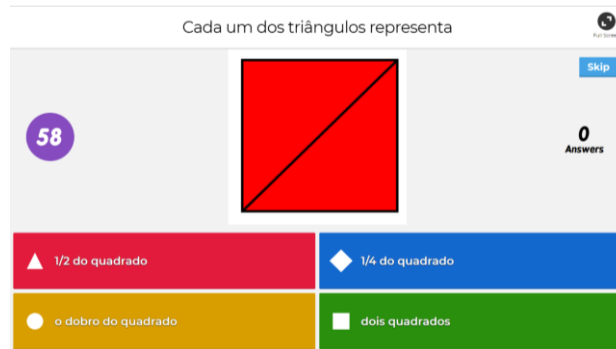 Cada um dos triângulos representa
Full Screen
Skip
58
0
Answers
1/2 do quadrado
1/4 do quadrado
o dobro do quadrado
dois quadrados